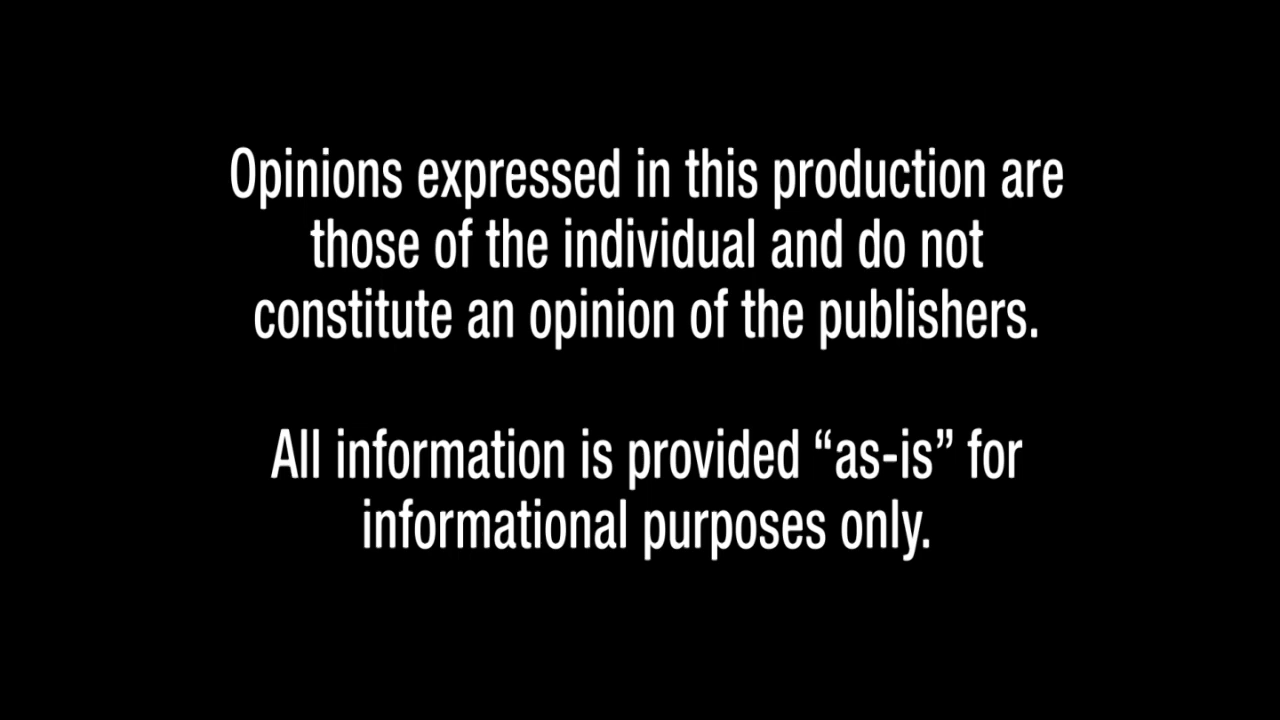 Opinions expressed in this production are
those of the individual and do not
constitute an opinion of the publishers.
All information is provided “as-is” for
informational purposes only.